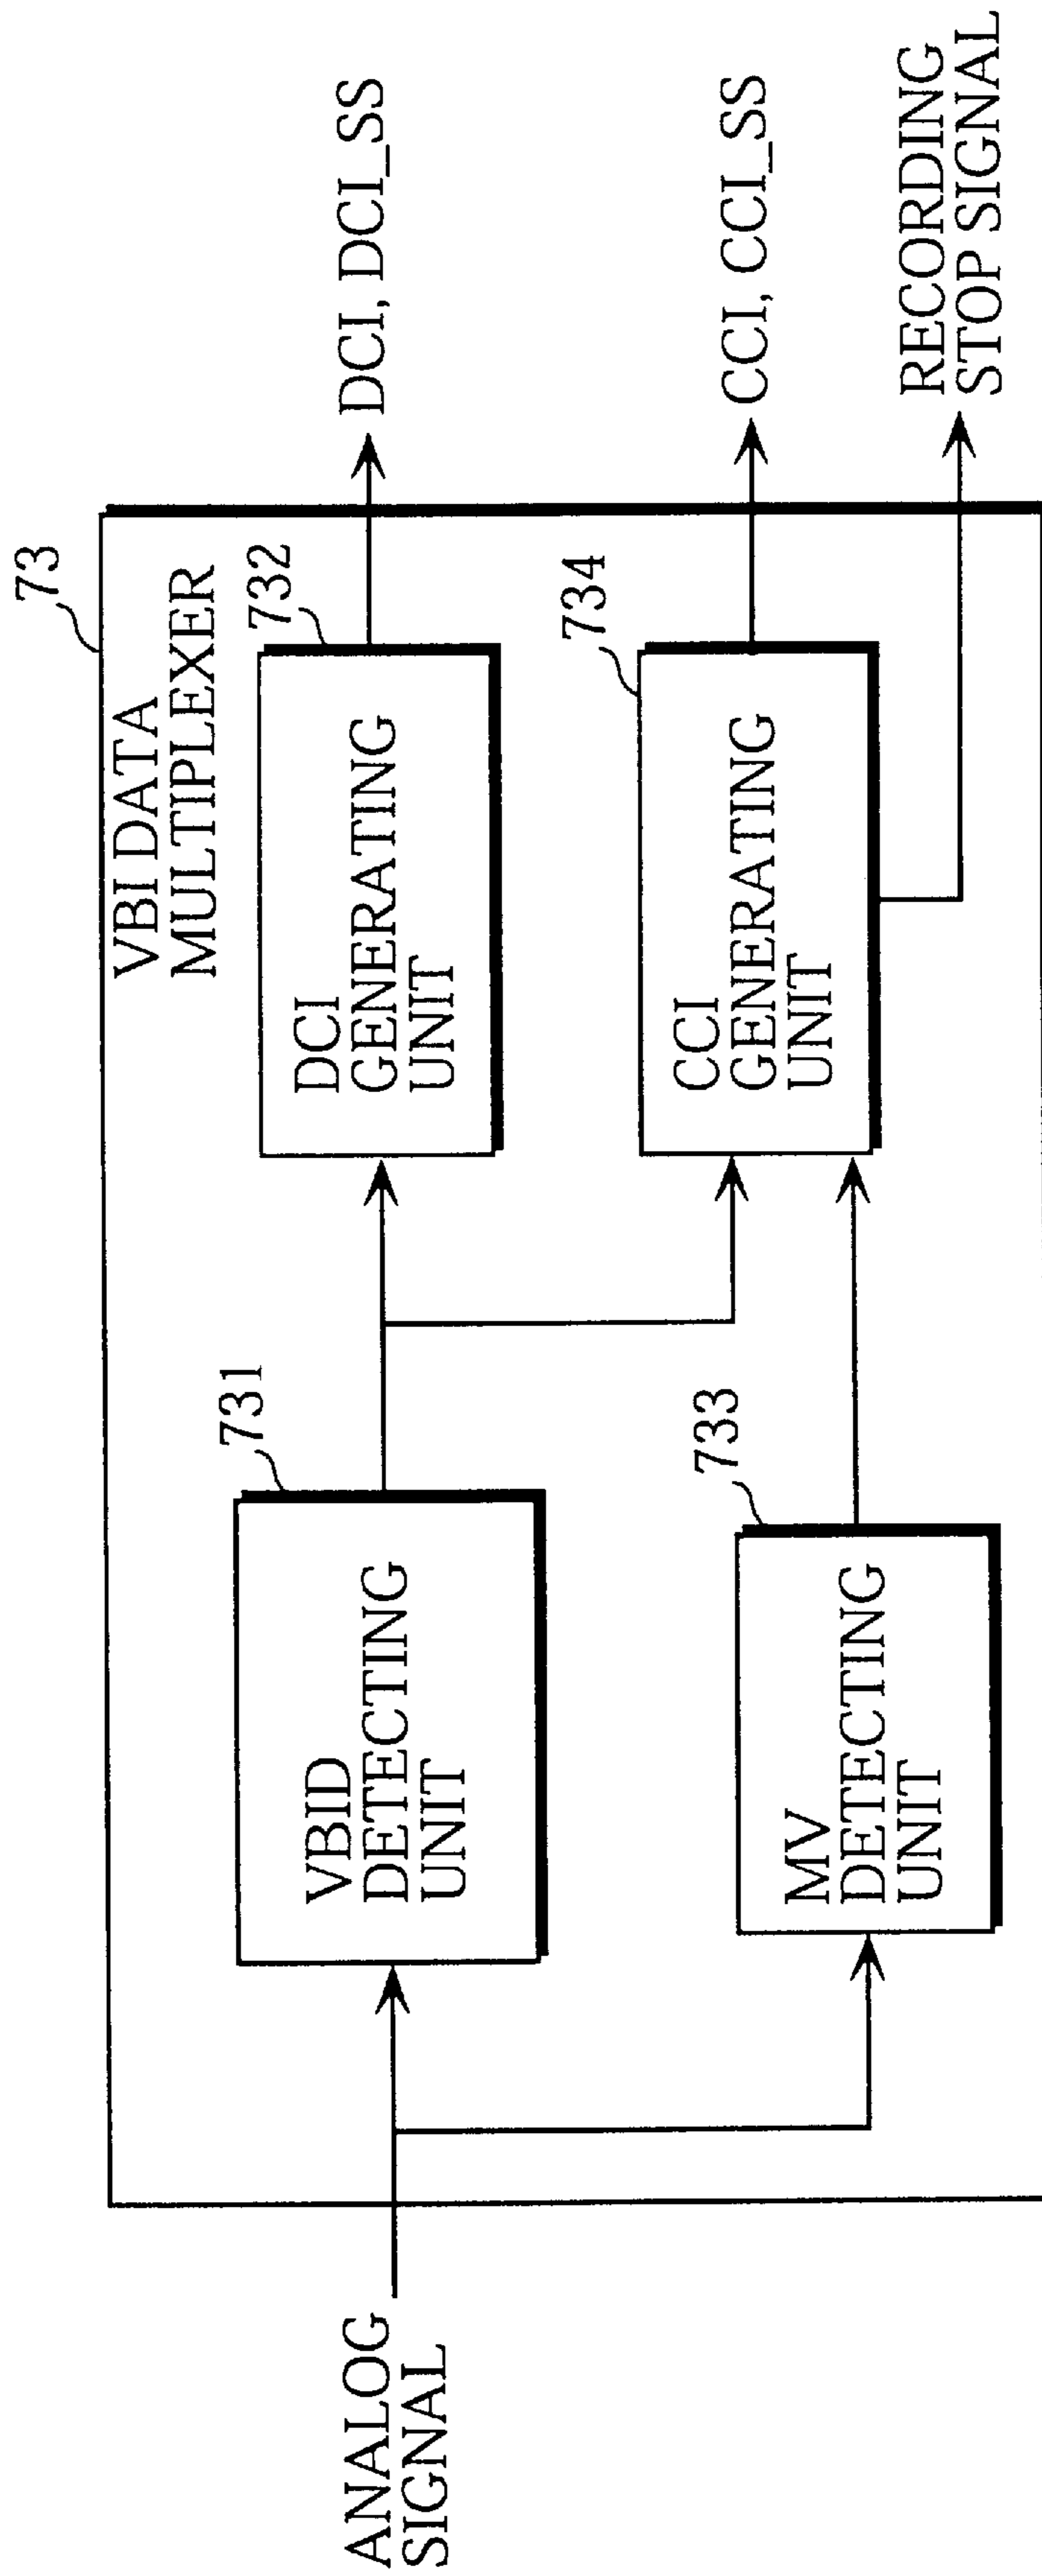 73
VBI DATA
MULTIPLEXER
ANALOG
SIGNAL
731
VBID
DETECTING
UNIT
732
DCI
GENERATING
UNIT
DCI, DCI_SS
733
MV
DETECTING
UNIT
734
CCI
GENERATING
UNIT
CCI, CCI_SS
RECORDING
STOP SIGNAL